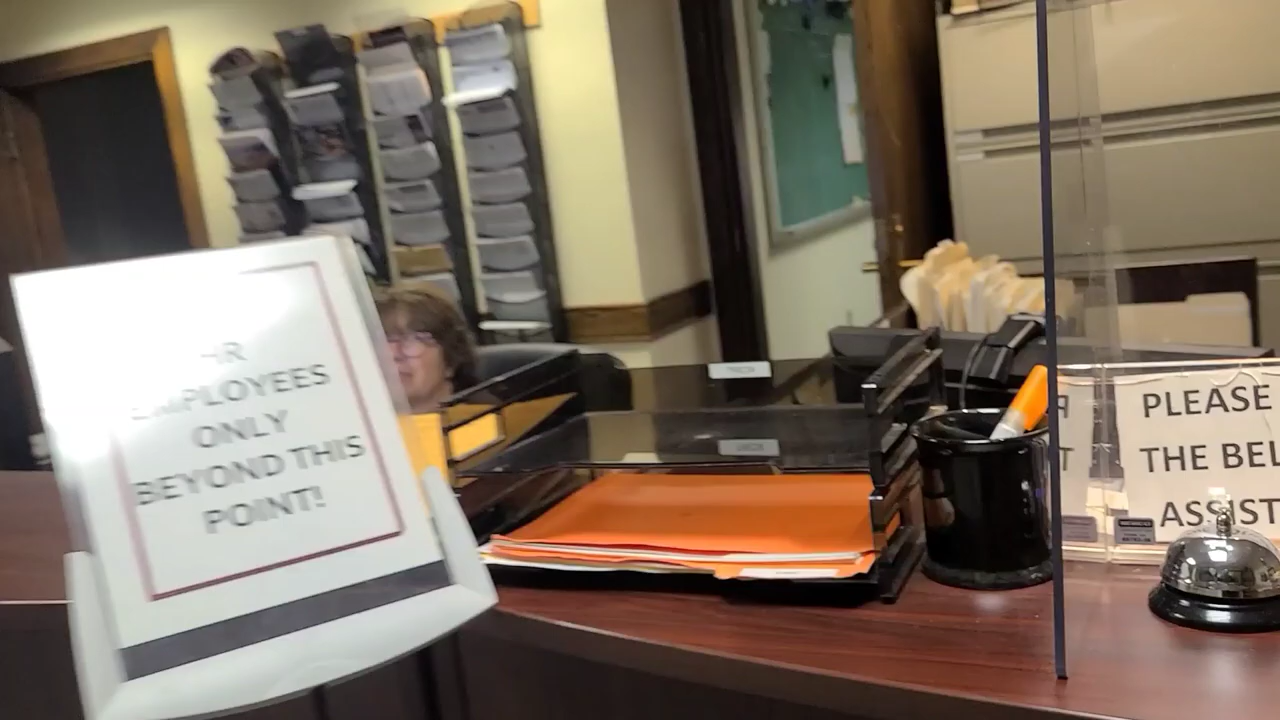 HR
EMPLOYEES
ONLY
BEYOND THIS
POINT!
PLEASE
THE BEL
ASSIST